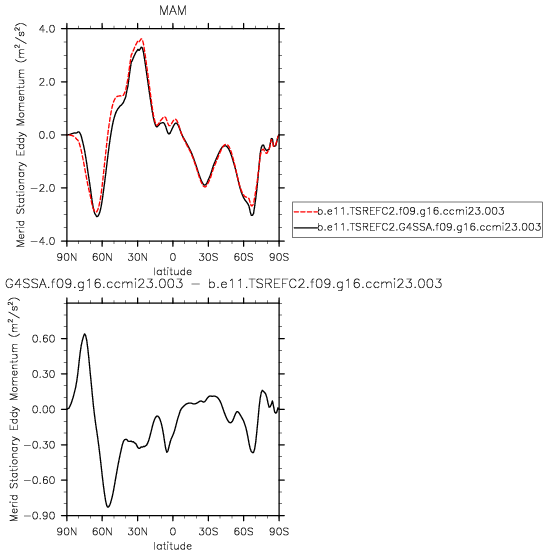 MAM
Merid Stationary Eddy Momentum (m²/s²)
4.0
2.0
0.0
−2.0
−4.0
90N 60N 30N 0 30S 60S 90S
latitude
b.e11.TSREFC2.f09.g16.ccmi23.003
b.e11.TSREFC2.G4SSA.f09.g16.ccmi23.003
G4SSA.f09.g16.ccmi23.003 − b.e11.TSREFC2.f09.g16.ccmi23.003
Merid Stationary Eddy Momentum (m²/s²)
0.60
0.30
0.00
−0.30
−0.60
−0.90
90N 60N 30N 0 30S 60S 90S
latitude